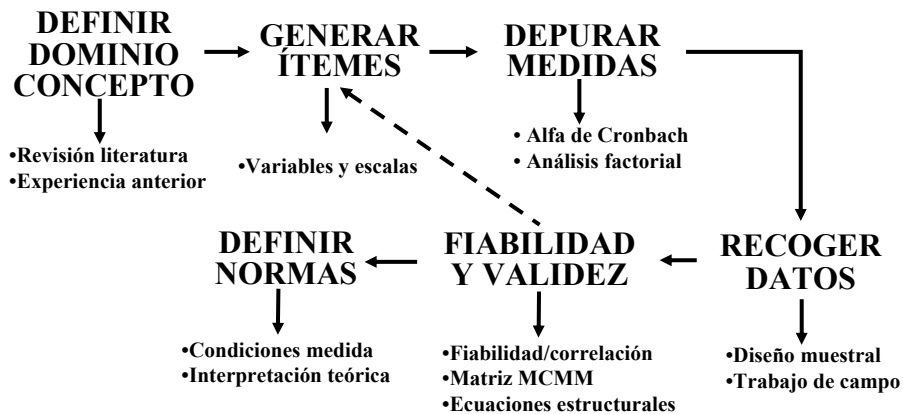 DEFINIR
DOMINIO
CONCEPTO
•Revisión literatura
•Experiencia anterior
GENERAR
ÍTEMES
•Variables y escalas
DEPURAR
MEDIDAS
• Alfa de Cronbach
• Análisis factorial
RECOGER
DATOS
•Diseño muestral
•Trabajo de campo
FIABILIDAD
Y VALIDEZ
•Fiabilidad/correlación
•Matriz MCMM
•Ecuaciones estructurales
DEFINIR
NORMAS
•Condiciones medida
•Interpretación teórica